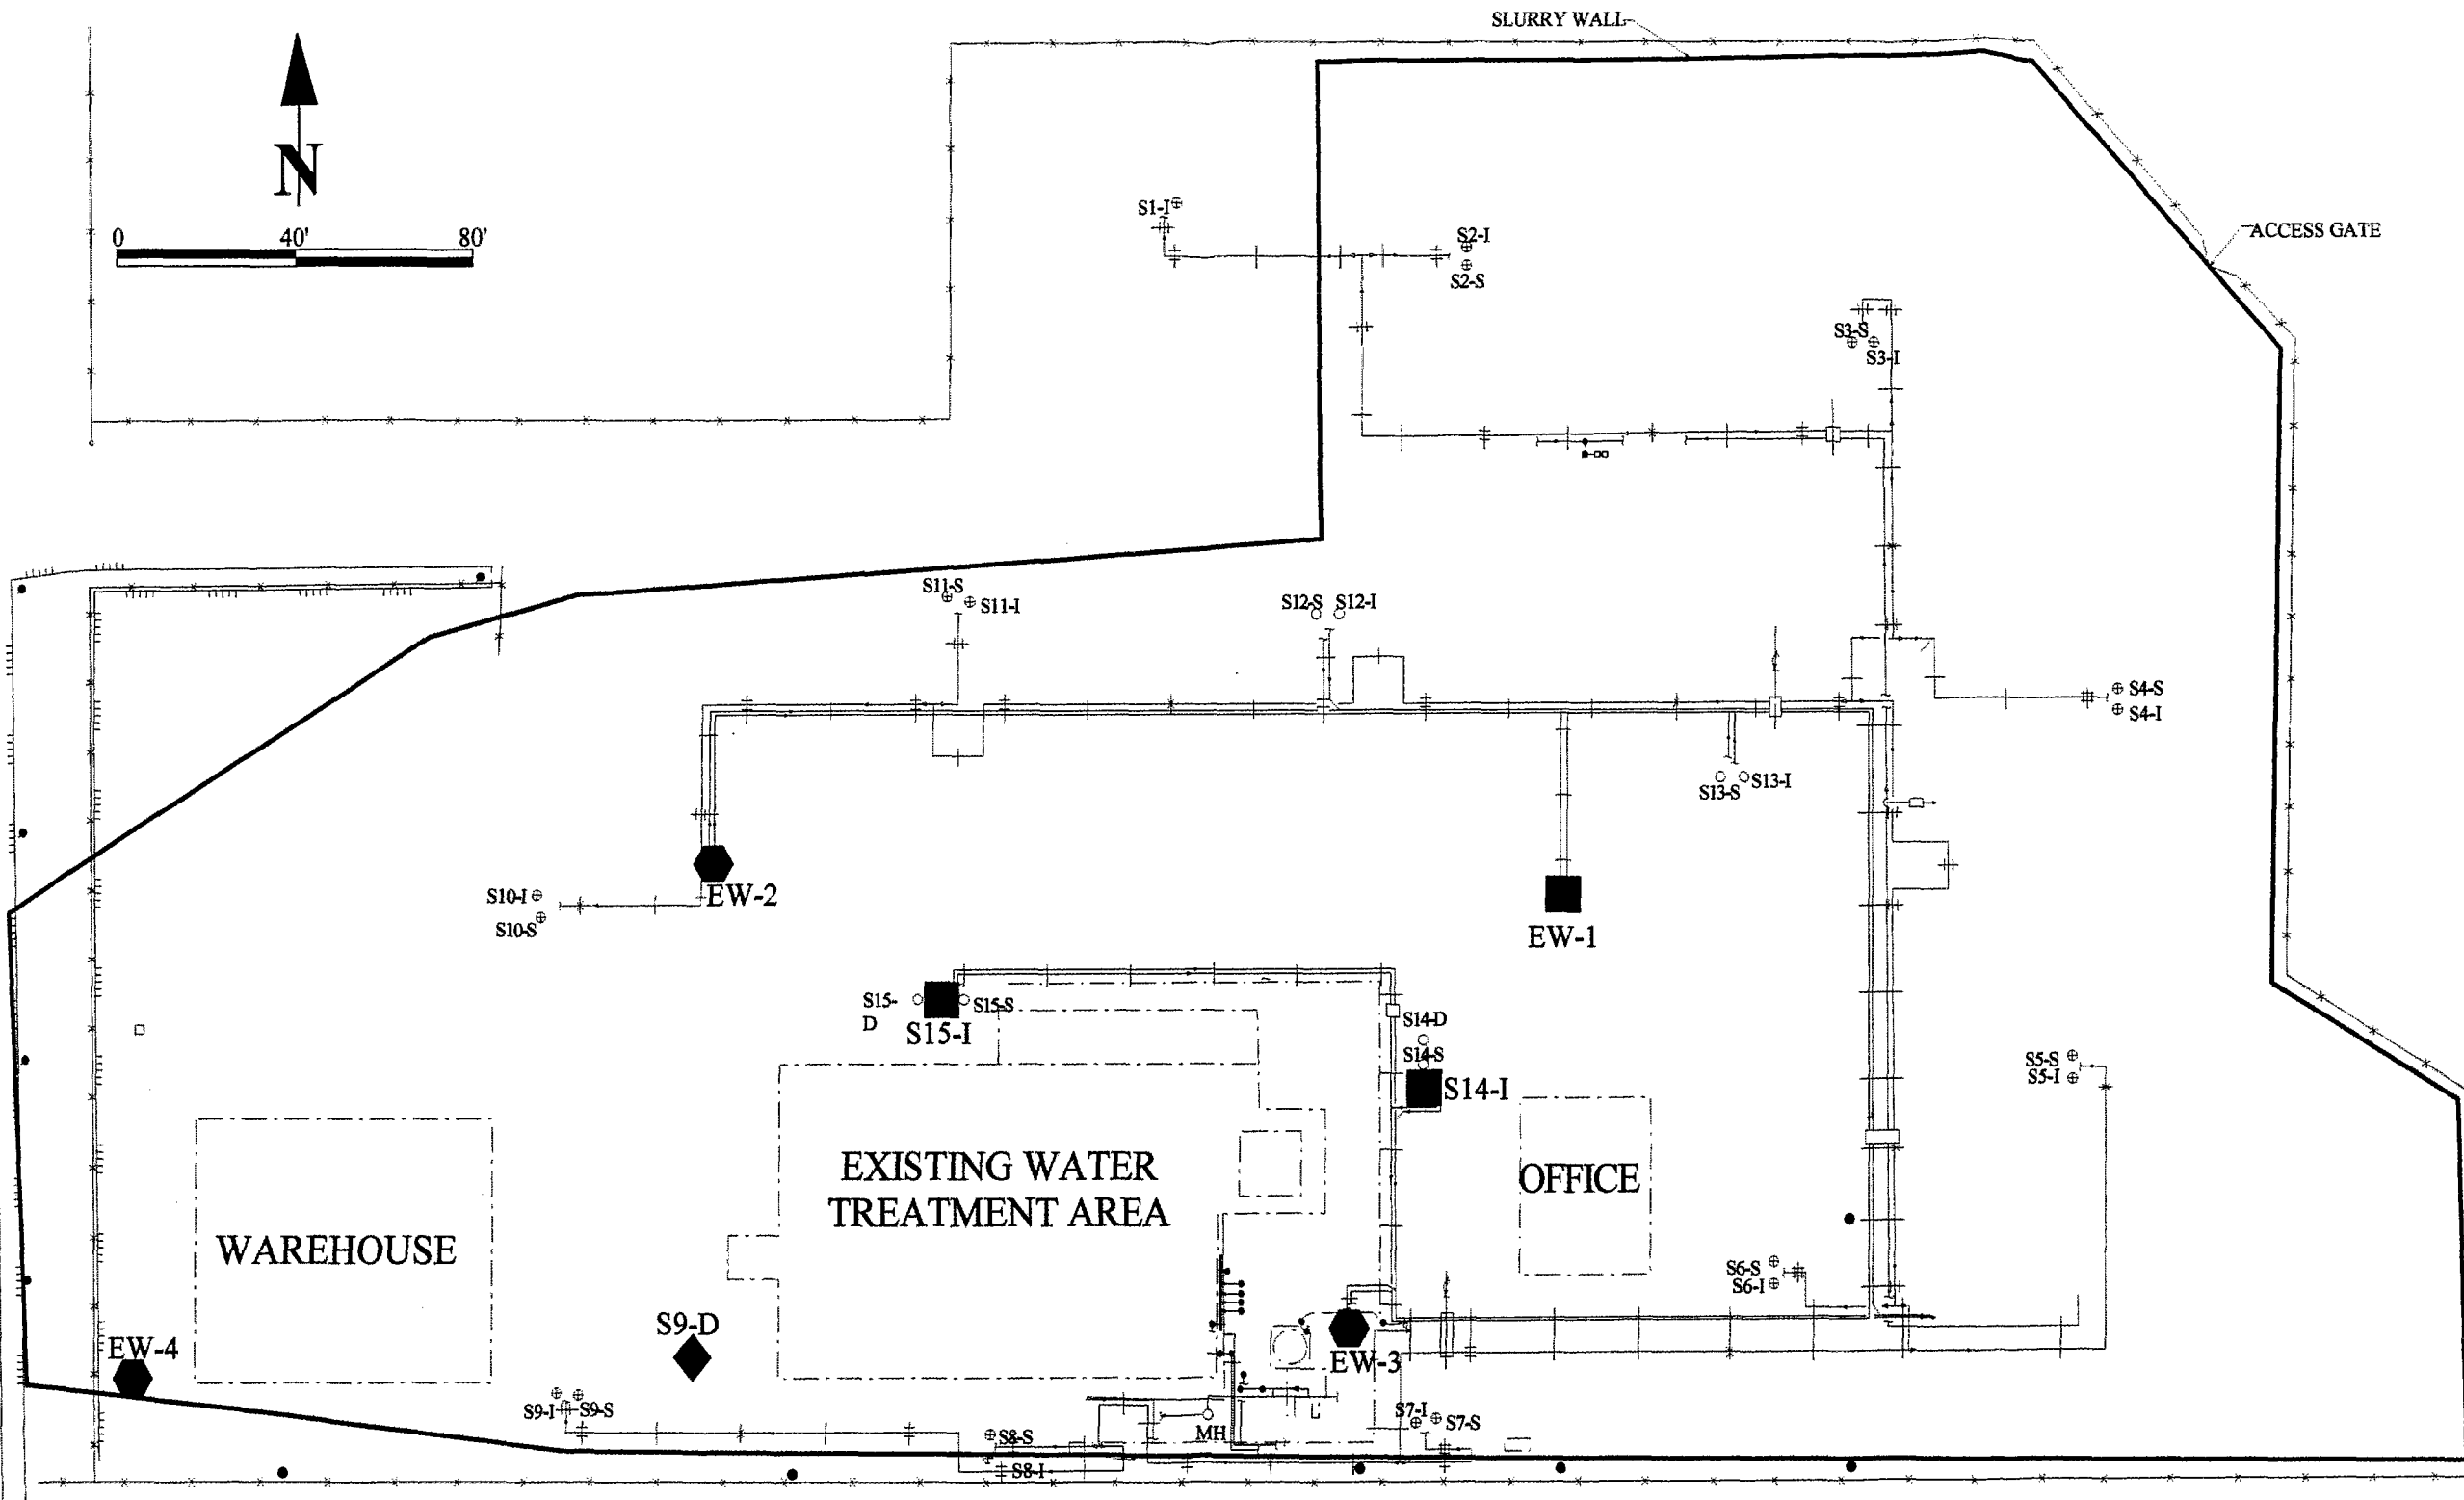 SLURRY WALL
N
0 40' 80'
ACCESS GATE
S1-I
S2-I
S2-S
S3-S
S3-I
S11-S
S11-I
S12-S S12-I
S4-S
S4-I
S13-S S13-I
EW-2
S10-I
S10-S
EW-1
S15-
D
S15-S
S15-I
S14-D
S14-S
S14-I
S5-S
S5-I
EXISTING WATER
TREATMENT AREA
OFFICE
WAREHOUSE
S6-S
S6-I
S9-D
EW-4
EW-3
S9-I S9-S
S7-I S7-S
S8-S
MH
S8-I